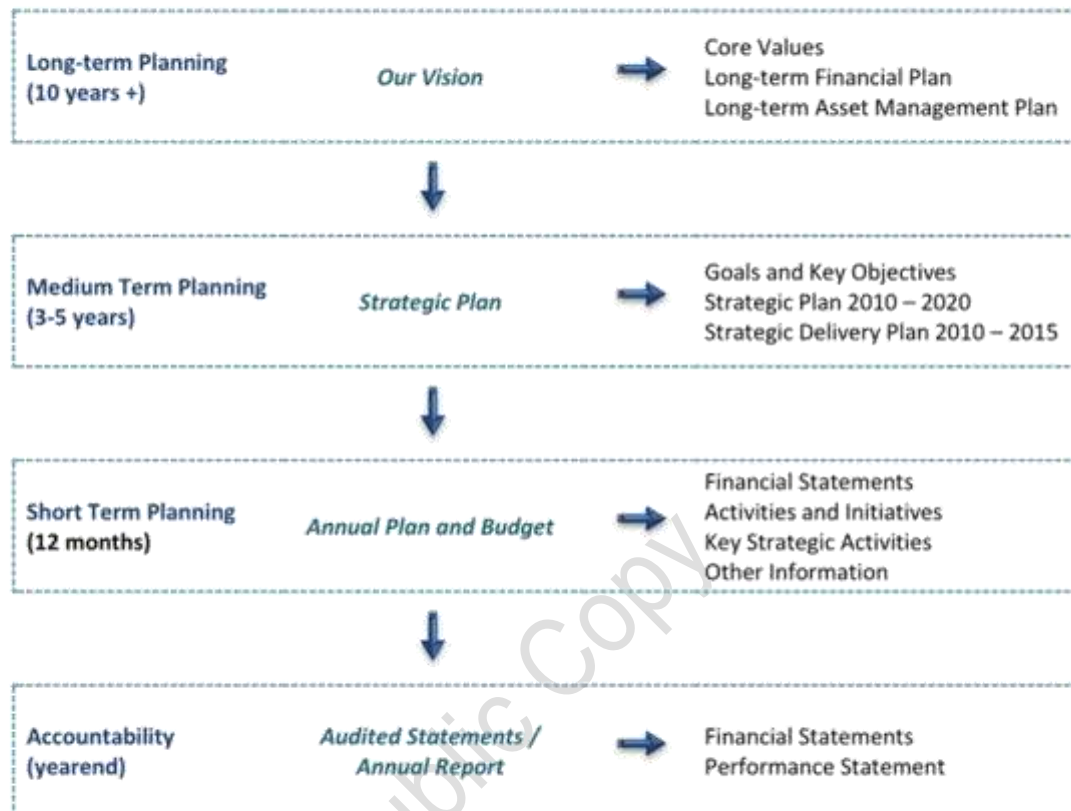 Long-term Planning
(10 years +)
Our Vision
Core Values
Long-term Financial Plan
Long-term Asset Management Plan
Medium Term Planning
(3-5 years)
Strategic Plan
Goals and Key Objectives
Strategic Plan 2010 – 2020
Strategic Delivery Plan 2010 – 2015
Short Term Planning
(12 months)
Annual Plan and Budget
Financial Statements
Activities and Initiatives
Key Strategic Activities
Other Information
Accountability
(yearend)
Audited Statements /
Annual Report
Financial Statements
Performance Statement
Copy